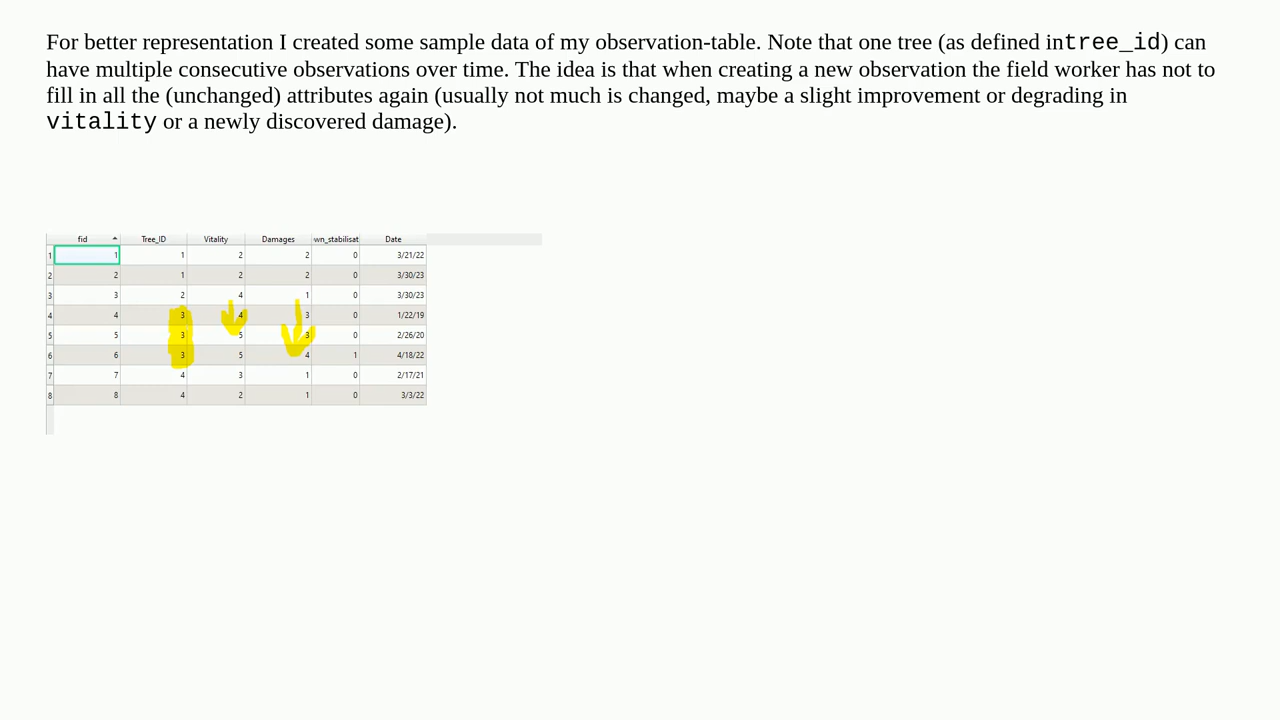 For better representation I created some sample data of my observation-table. Note that one tree (as defined intree_id) can
have multiple consecutive observations over time. The idea is that when creating a new observation the field worker has not to
fill in all the (unchanged) attributes again (usually not much is changed, maybe a slight improvement or degrading in
vitality or a newly discovered damage).
fid Tree_ID Vitality Damages wn_stabilisat Date
1 1 1 2 2 0 3/21/22
2 2 1 2 2 0 3/30/23
3 3 2 4 1 0 3/30/23
4 4 3 4 3 0 1/22/19
5 5 3 5 3 0 2/26/20
6 6 3 5 4 1 4/18/22
7 7 4 3 1 0 2/17/21
8 8 4 2 1 0 3/3/22